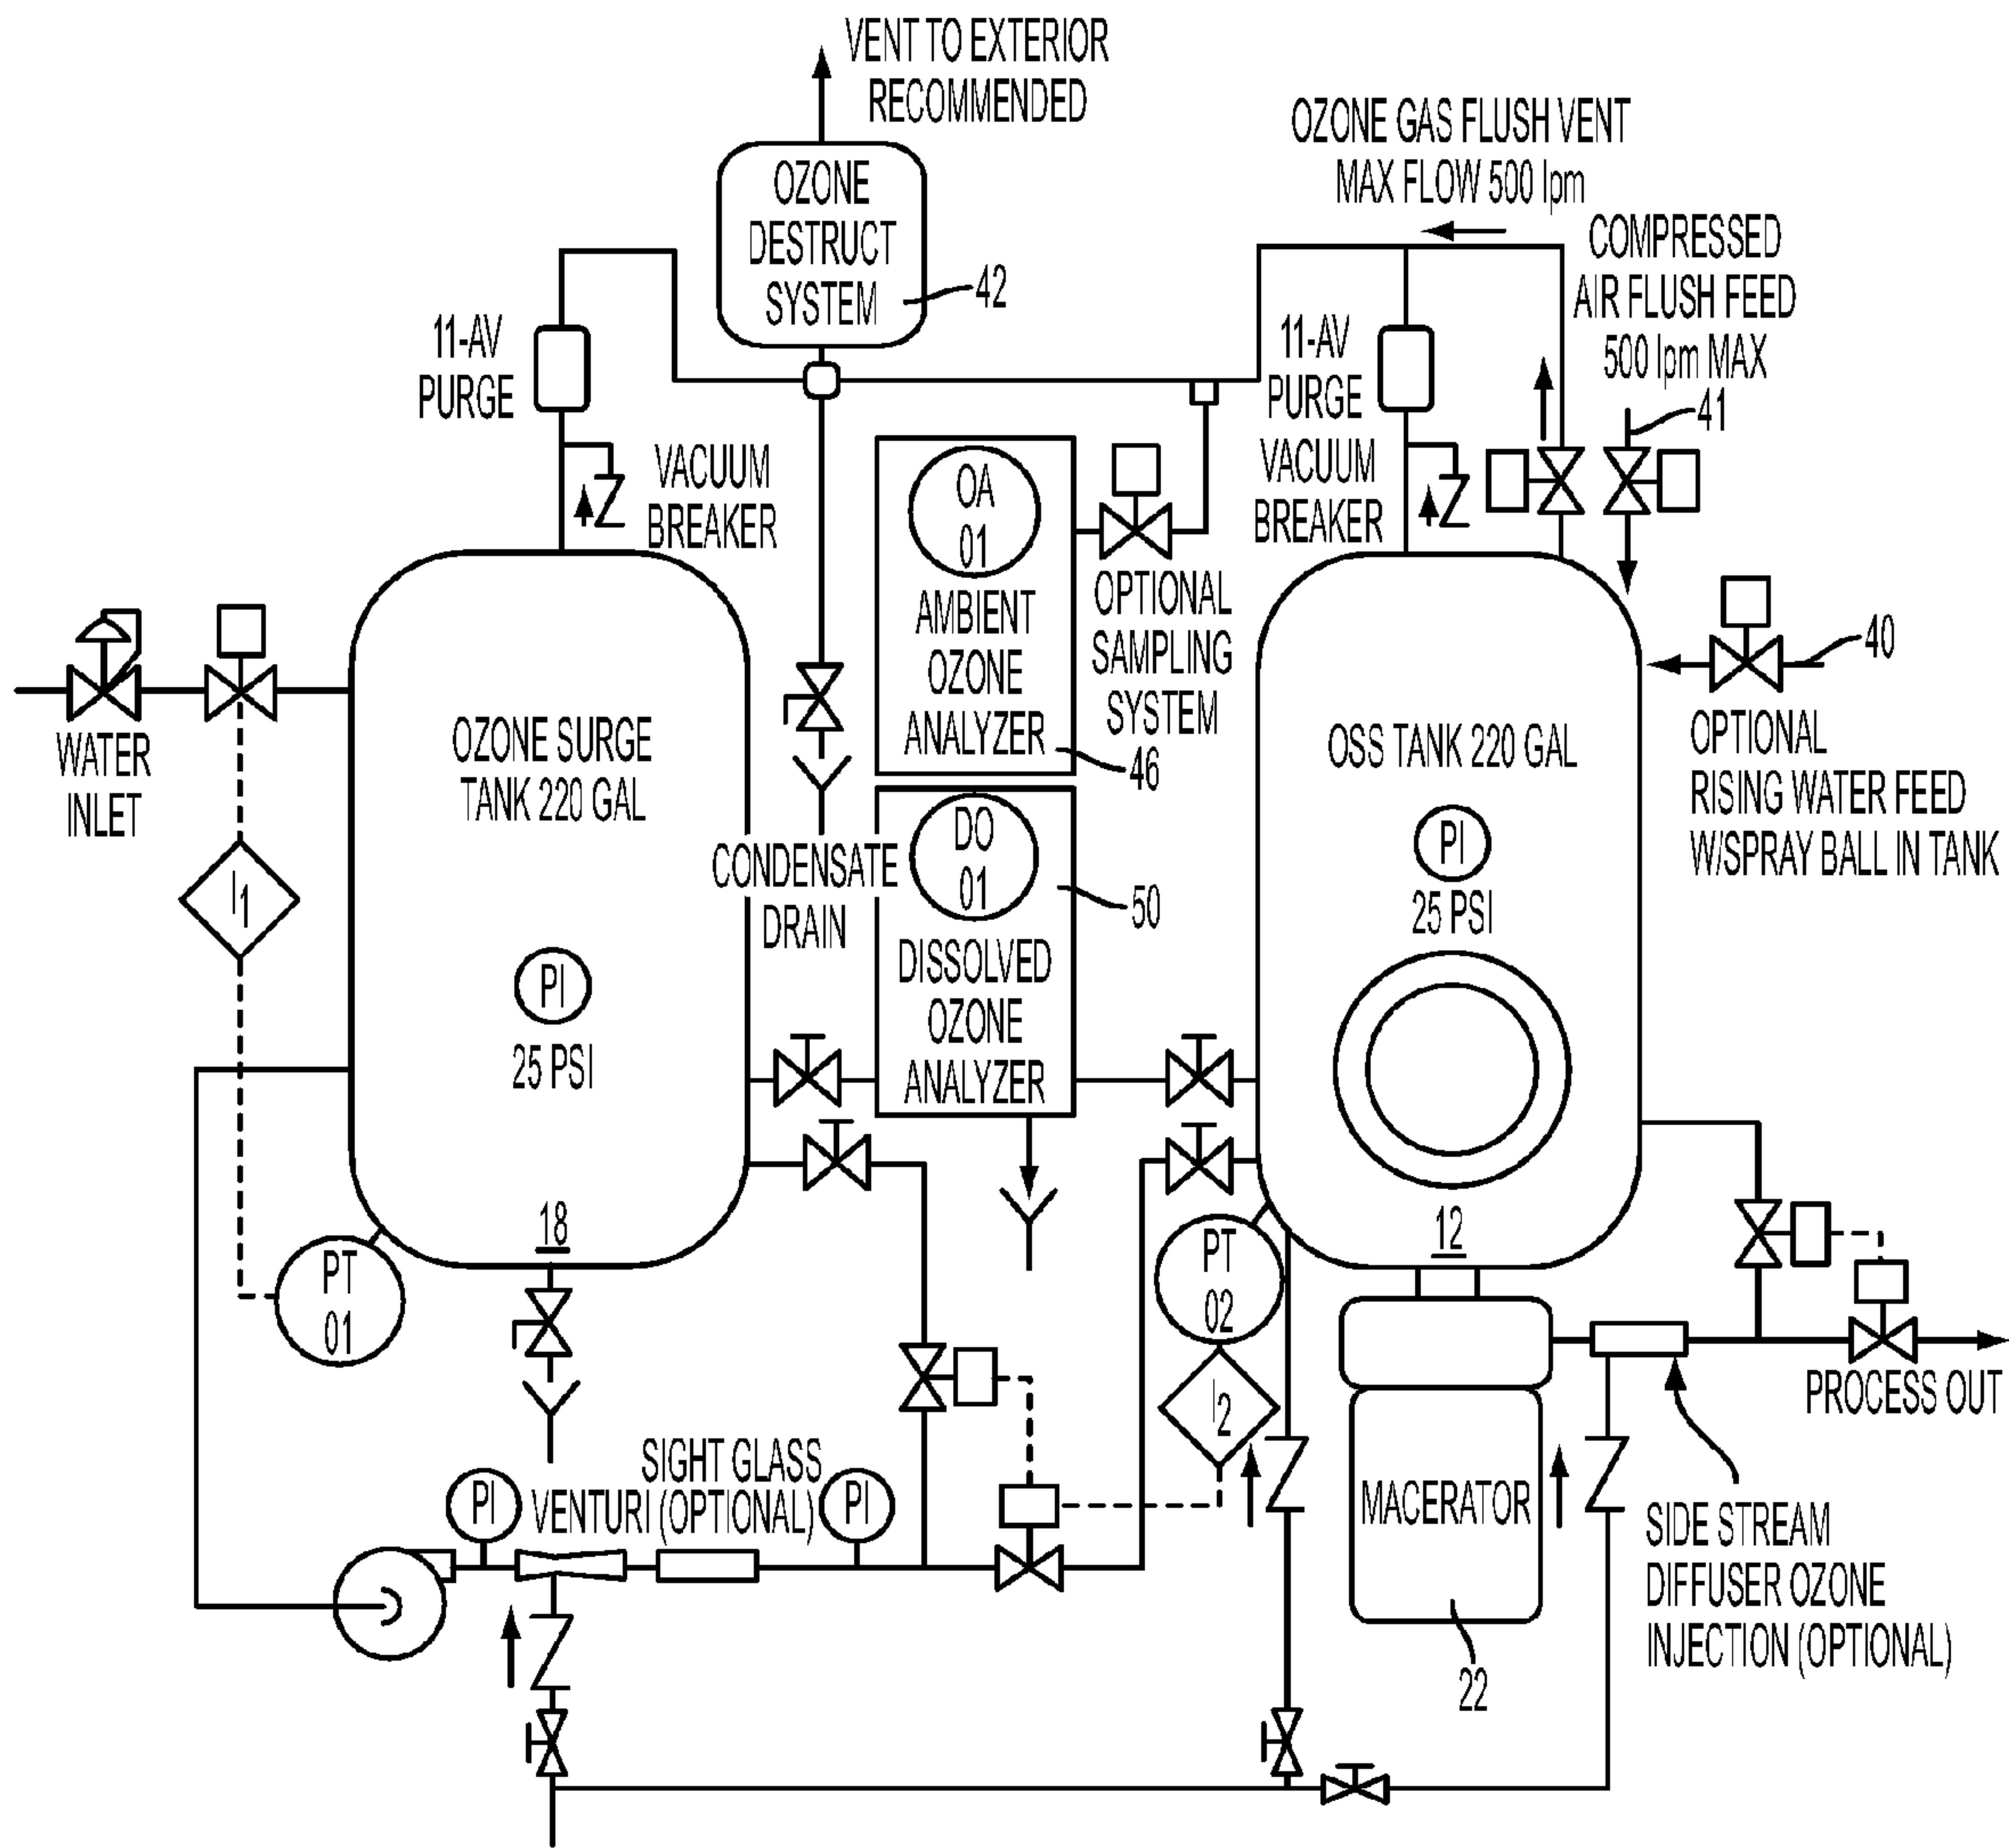 VENT TO EXTERIOR
RECOMMENDED
OZONE GAS FLUSH VENT
MAX FLOW 500 lpm
OZONE
DESTRUCT
SYSTEM
42
COMPRESSED
AIR FLUSH FEED
500 lpm MAX
41
11-AV
PURGE
11-AV
PURGE
VACUUM
BREAKER
VACUUM
BREAKER
OA
01
AMBIENT
OZONE
ANALYZER
46
OPTIONAL
SAMPLING
SYSTEM
40
OPTIONAL
RISING WATER FEED
W/SPRAY BALL IN TANK
WATER
INLET
OZONE SURGE
TANK 220 GAL
OSS TANK 220 GAL
PI
25 PSI
I1
CONDENSATE
DRAIN
DO
01
50
DISSOLVED
OZONE
ANALYZER
PI
25 PSI
18
12
PT
01
PT
02
I2
PROCESS OUT
SIGHT GLASS
VENTURI (OPTIONAL)
PI
PI
MACERATOR
22
SIDE STREAM
DIFFUSER OZONE
INJECTION (OPTIONAL)